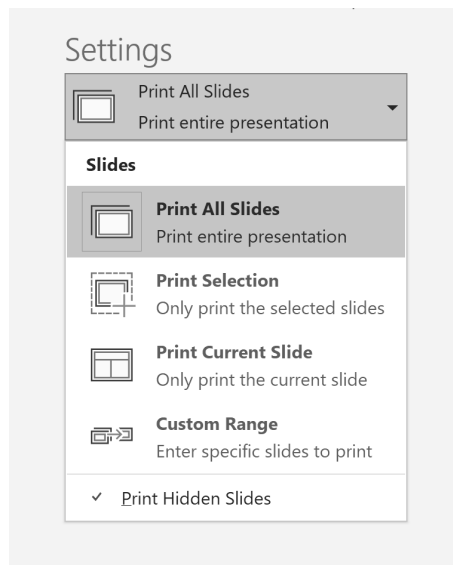 Settings
Print All Slides
Print entire presentation
Slides
Print All Slides
Print entire presentation
Print Selection
Only print the selected slides
Print Current Slide
Only print the current slide
Custom Range
Enter specific slides to print
Print Hidden Slides